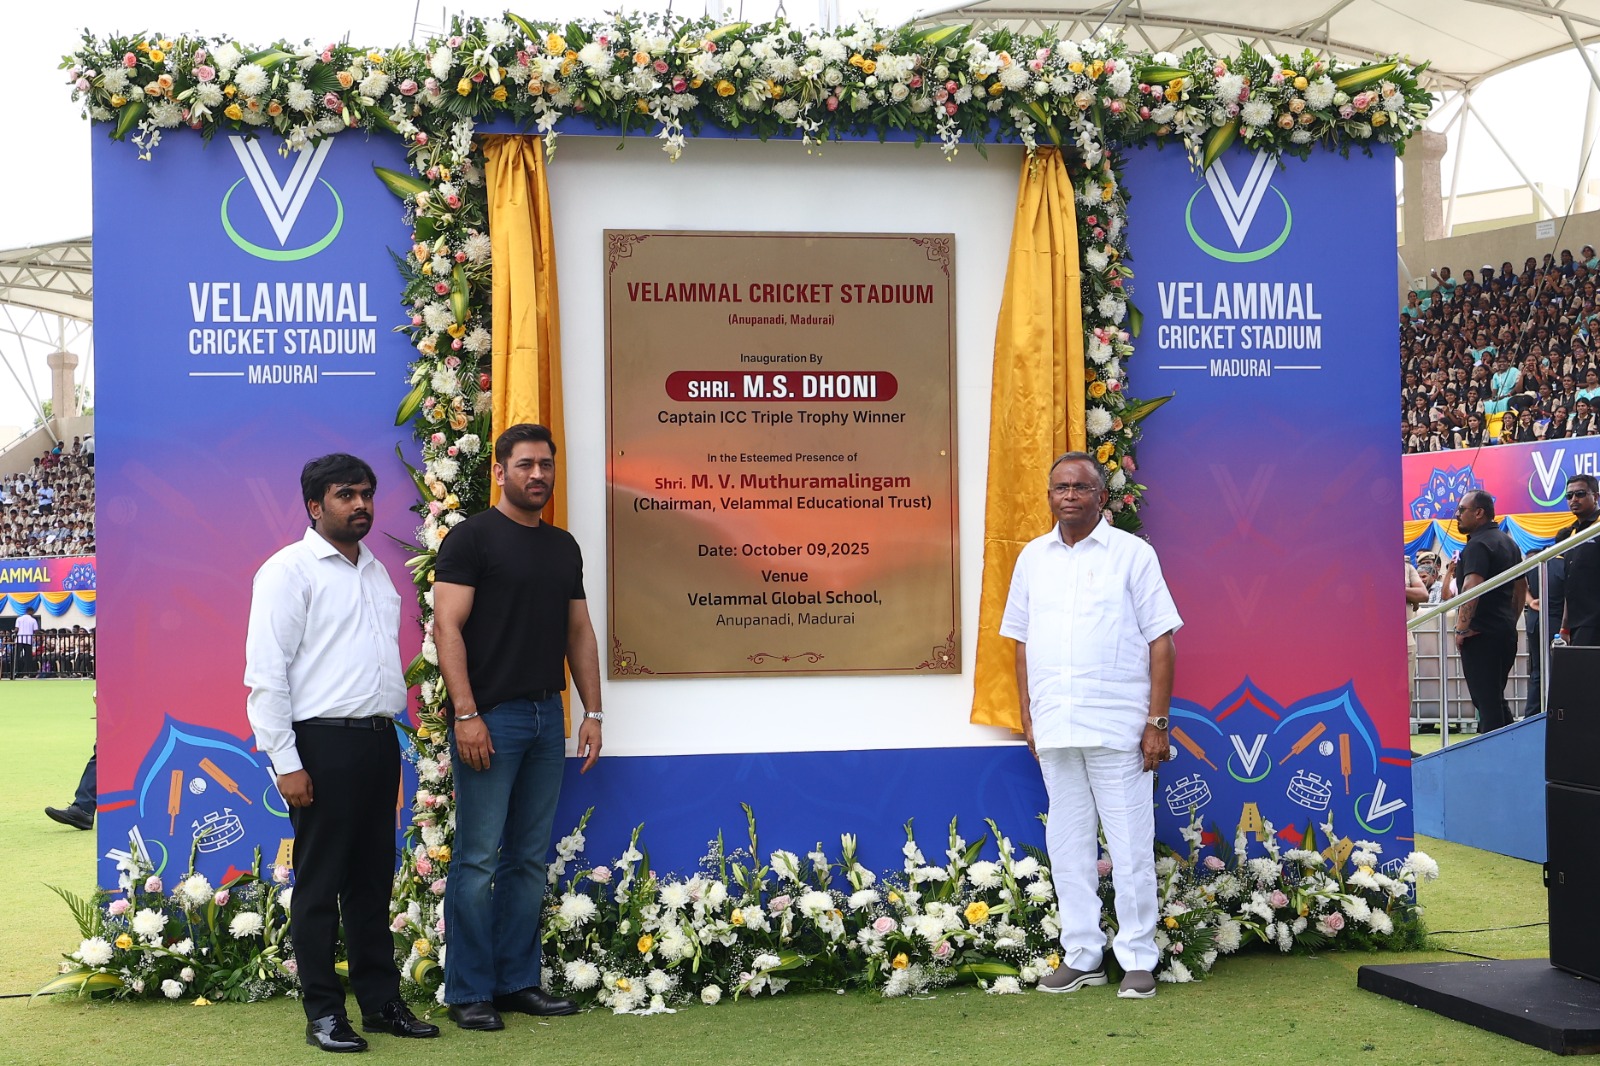 VELAMMAL
CRICKET STADIUM
MADURAI
VELAMMAL CRICKET STADIUM
(Anupanadi, Madurai)
Inauguration By
SHRI. M.S. DHONI
Captain ICC Triple Trophy Winner
In the Esteemed Presence of
Shri. M. V. Muthuramalingam
(Chairman, Velammal Educational Trust)
Date: October 09,2025
Venue
Velammal Global School,
Anupanadi, Madurai
VELAMMAL
CRICKET STADIUM
MADURAI
AMMAL
VEL